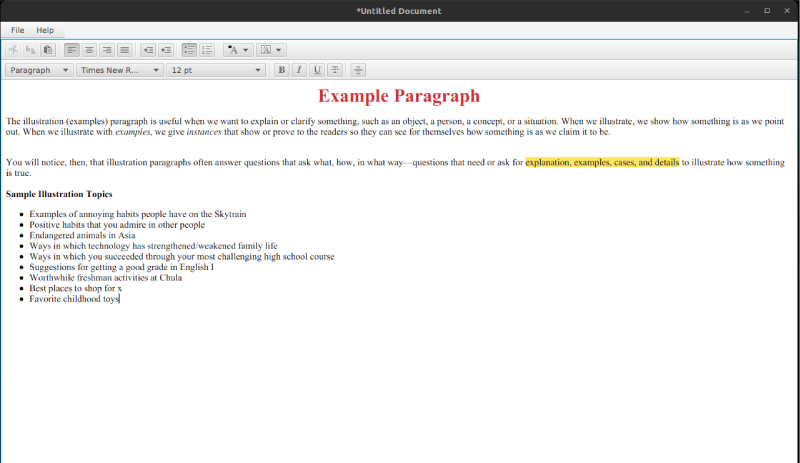 *Untitled Document
File Help
Paragraph Times New R... 12 pt B I U T
Example Paragraph
The illustration (examples) paragraph is useful when we want to explain or clarify something, such as an object, a person, a concept, or a situation. When we illustrate, we show how something is as we point
out. When we illustrate with examples, we give instances that show or prove to the readers so they can see for themselves how something is as we claim it to be.
You will notice, then, that illustration paragraphs often answer questions that ask what, how, in what way—questions that need or ask for explanation, examples, cases, and details to illustrate how something
is true.
Sample Illustration Topics
• Examples of annoying habits people have on the Skytrain
• Positive habits that you admire in other people
• Endangered animals in Asia
• Ways in which technology has strengthened/weakened family life
• Ways in which you succeeded through your most challenging high school course
• Suggestions for getting a good grade in English I
• Worthwhile freshman activities at Chula
• Best places to shop for x
• Favorite childhood toys